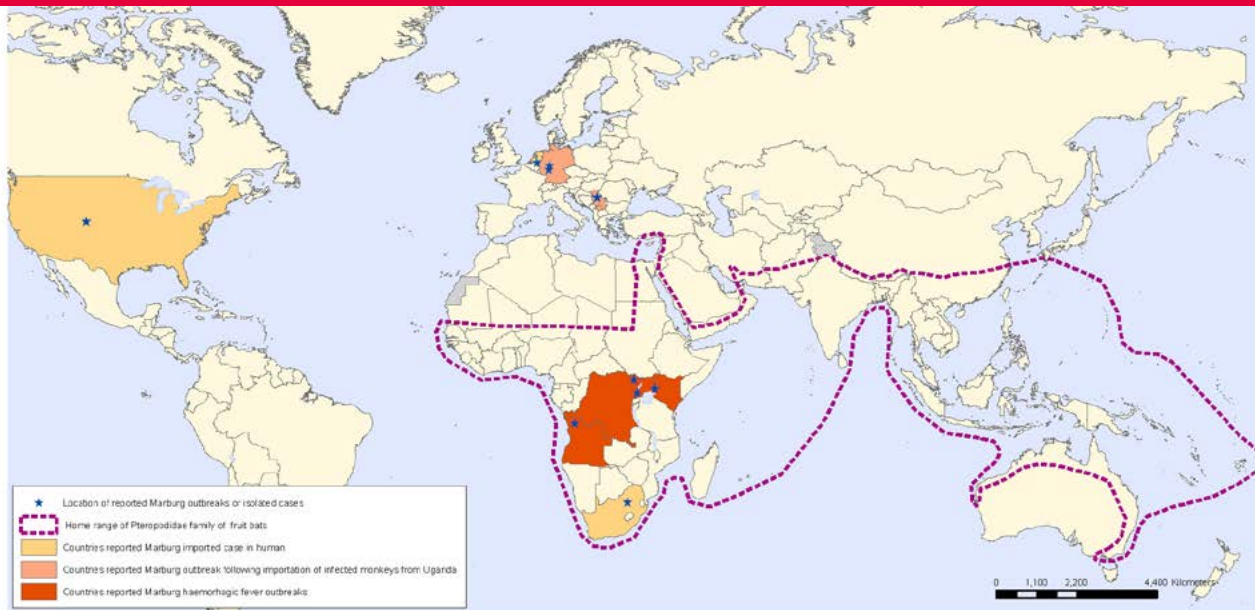 Location of reported Marburg outbreaks or isolated cases
Home range of Pteropodidae family of fruit bats
Countries reported Marburg imported case in human
Countries reported Marburg outbreak following importation of infected monkeys from Uganda
Countries reported Marburg haemorhagic fever outbreaks
0 1,100 2,200 4,400 Kilometers